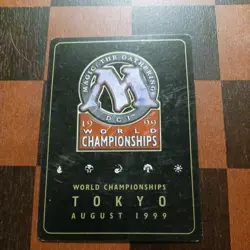 MAGIC: THE GATHERING
M
DCI
1999
WORLD
CHAMPIONSHIPS
WORLD CHAMPIONSHIPS
TOKYO
AUGUST 1999